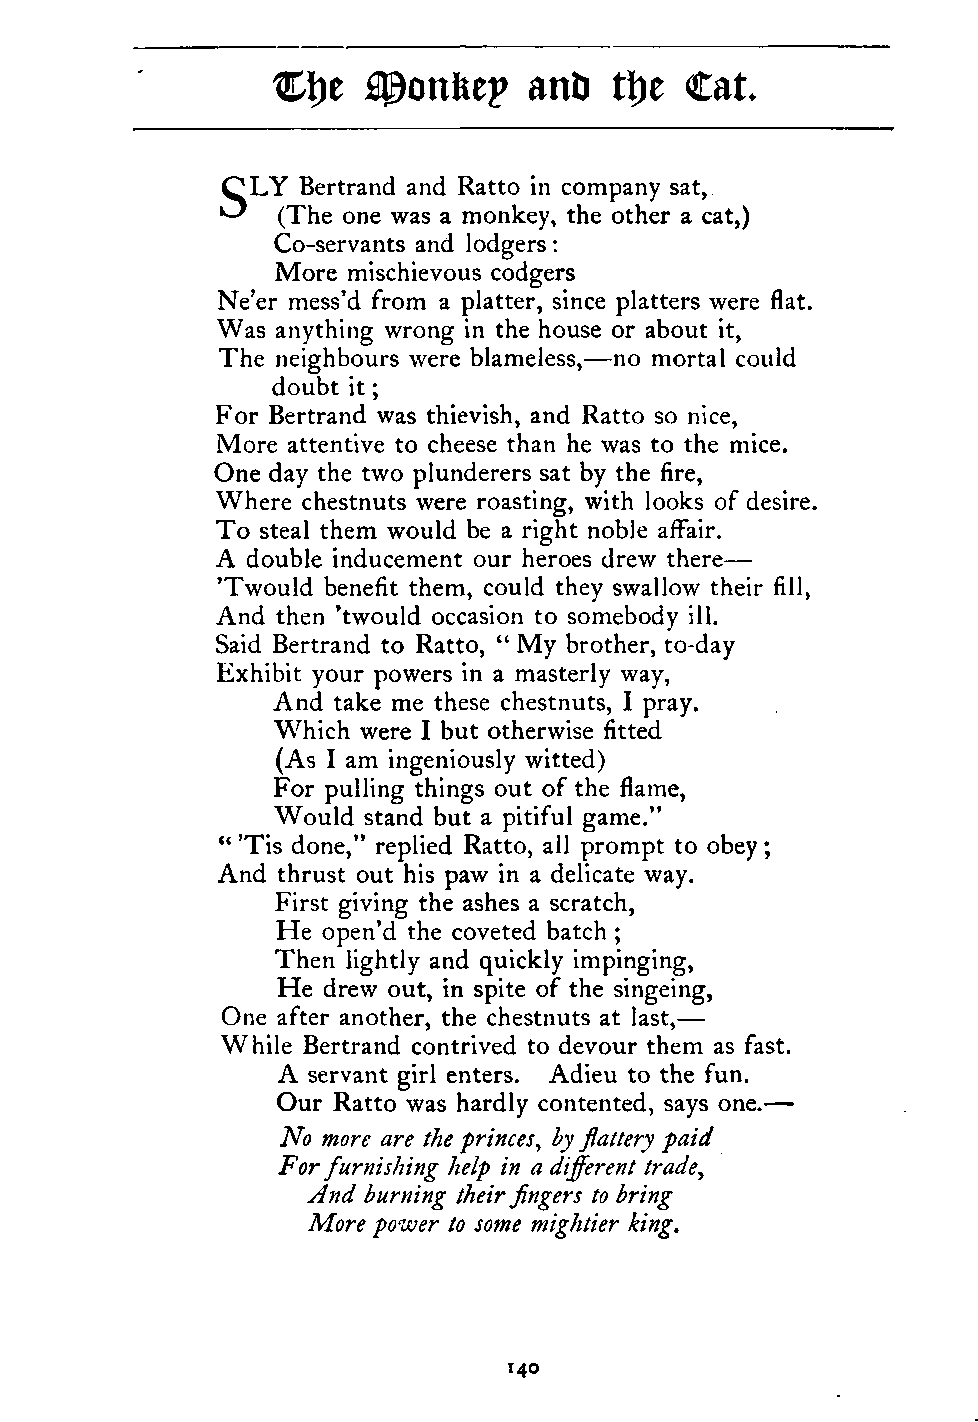 The Monkey and the Cat.
SLY Bertrand and Ratto in company sat,
(The one was a monkey, the other a cat,)
Co-servants and lodgers:
More mischievous codgers
Ne'er mess'd from a platter, since platters were flat.
Was anything wrong in the house or about it,
The neighbours were blameless,—no mortal could
doubt it;
For Bertrand was thievish, and Ratto so nice,
More attentive to cheese than he was to the mice.
One day the two plunderers sat by the fire,
Where chestnuts were roasting, with looks of desire.
To steal them would be a right noble affair.
A double inducement our heroes drew there—
'Twould benefit them, could they swallow their fill,
And then 'twould occasion to somebody ill.
Said Bertrand to Ratto, "My brother, to-day
Exhibit your powers in a masterly way,
And take me these chestnuts, I pray.
Which were I but otherwise fitted
(As I am ingeniously witted)
For pulling things out of the flame,
Would stand but a pitiful game."
"'Tis done," replied Ratto, all prompt to obey;
And thrust out his paw in a delicate way.
First giving the ashes a scratch,
He open'd the coveted batch;
Then lightly and quickly impinging,
He drew out, in spite of the singeing,
One after another, the chestnuts at last,—
While Bertrand contrived to devour them as fast.
A servant girl enters. Adieu to the fun.
Our Ratto was hardly contented, says one.—
No more are the princes, by flattery paid
For furnishing help in a different trade,
And burning their fingers to bring
More power to some mightier king.
140